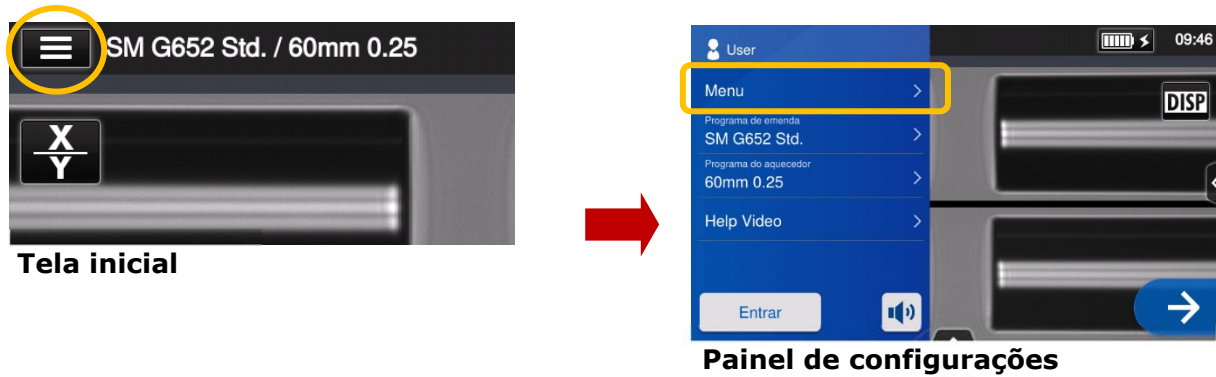 SM G652 Std. / 60mm 0.25
X
Y
Tela inicial
User
09:46
Menu
DISP
Programa de emenda
SM G652 Std.
Programa do aquecedor
60mm 0.25
Help Video
Entrar
Painel de configurações